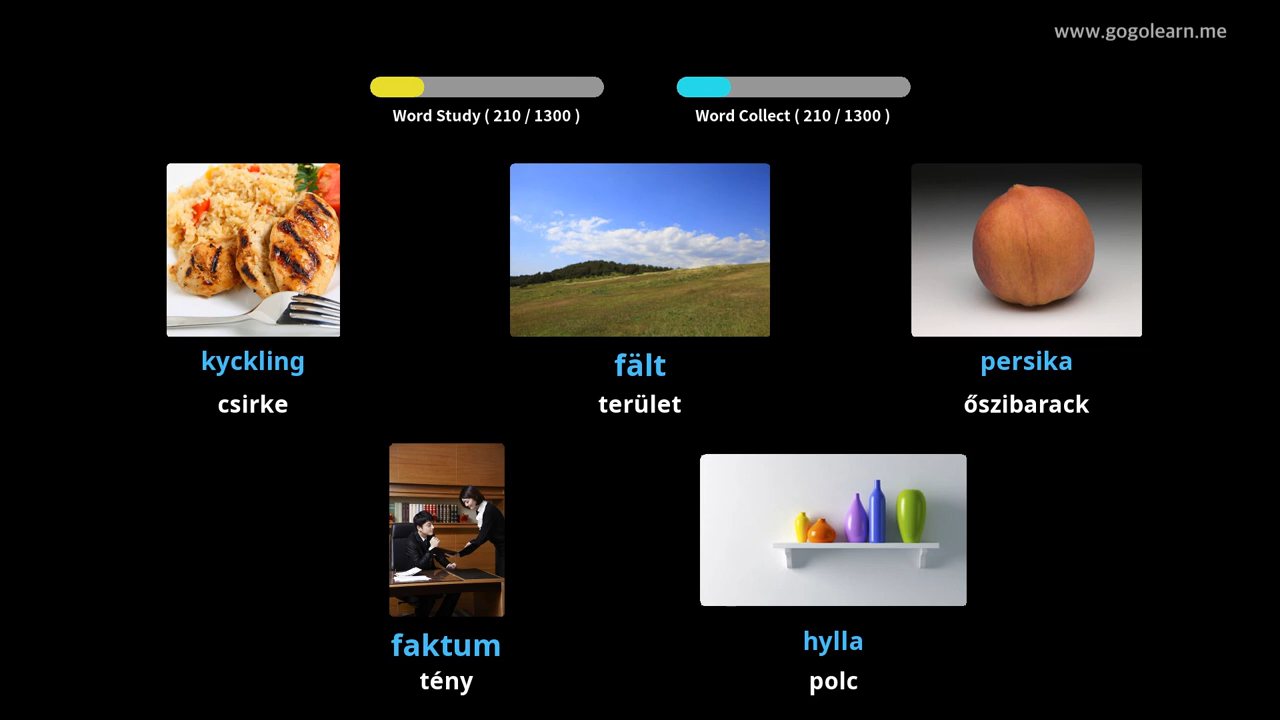 www.gogolearn.me
Word Study ( 210 / 1300 )
Word Collect ( 210 / 1300 )
kyckling
csirke
fält
terület
persika
őszibarack
faktum
tény
hylla
polc